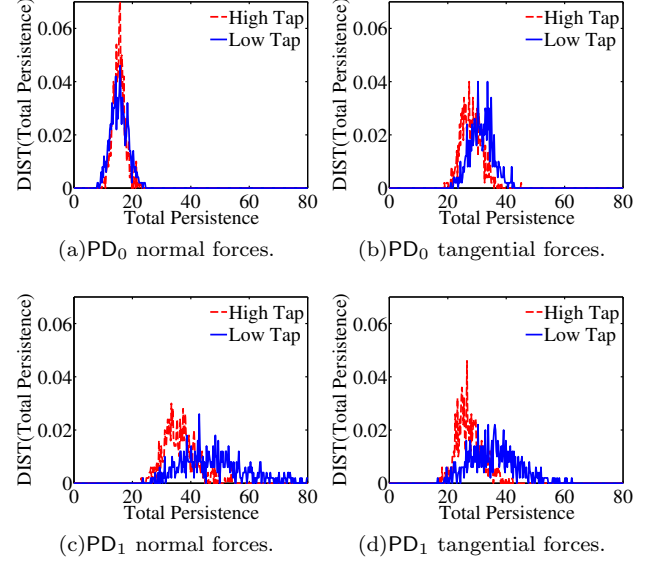 High Tap
Low Tap
DIST(Total Persistence)
0.06
0.04
0.02
0
0 20 40 60 80
Total Persistence
(a)PD0 normal forces.
High Tap
Low Tap
DIST(Total Persistence)
0.06
0.04
0.02
0
0 20 40 60 80
Total Persistence
(b)PD0 tangential forces.
High Tap
Low Tap
DIST(Total Persistence)
0.06
0.04
0.02
0
0 20 40 60 80
Total Persistence
(c)PD1 normal forces.
High Tap
Low Tap
DIST(Total Persistence)
0.06
0.04
0.02
0
0 20 40 60 80
Total Persistence
(d)PD1 tangential forces.